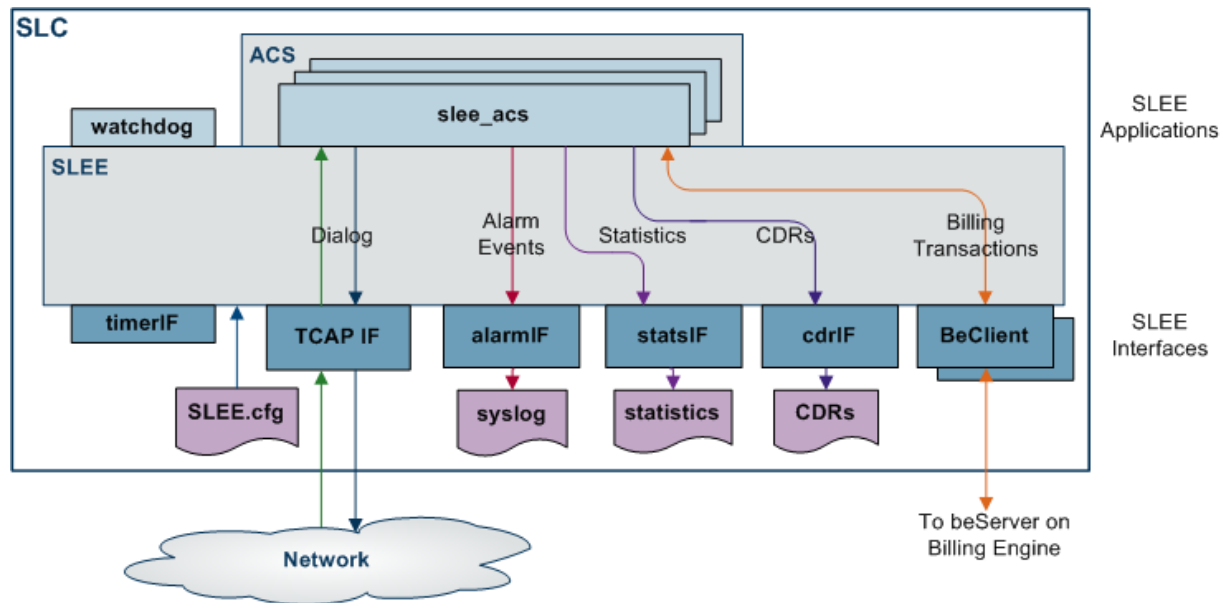 SLC
ACS
slee_acs
SLEE
Applications
watchdog
SLEE
Dialog
Alarm
Events
Statistics
CDRs
Billing
Transactions
timerIF
TCAP IF
alarmIF
statsIF
cdrIF
BeClient
SLEE
Interfaces
SLEE.cfg
syslog
statistics
CDRs
Network
To beServer on
Billing Engine